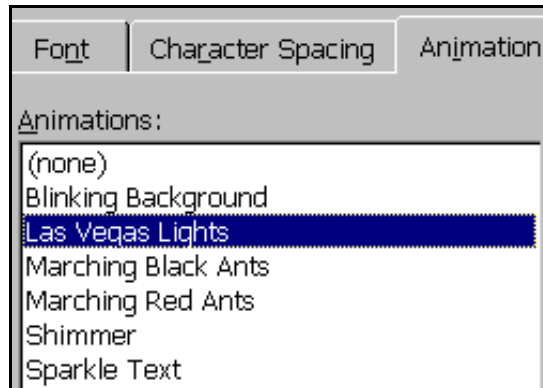 Font Character Spacing Animation
Animations:
(none)
Blinking Background
Las Vegas Lights
Marching Black Ants
Marching Red Ants
Shimmer
Sparkle Text